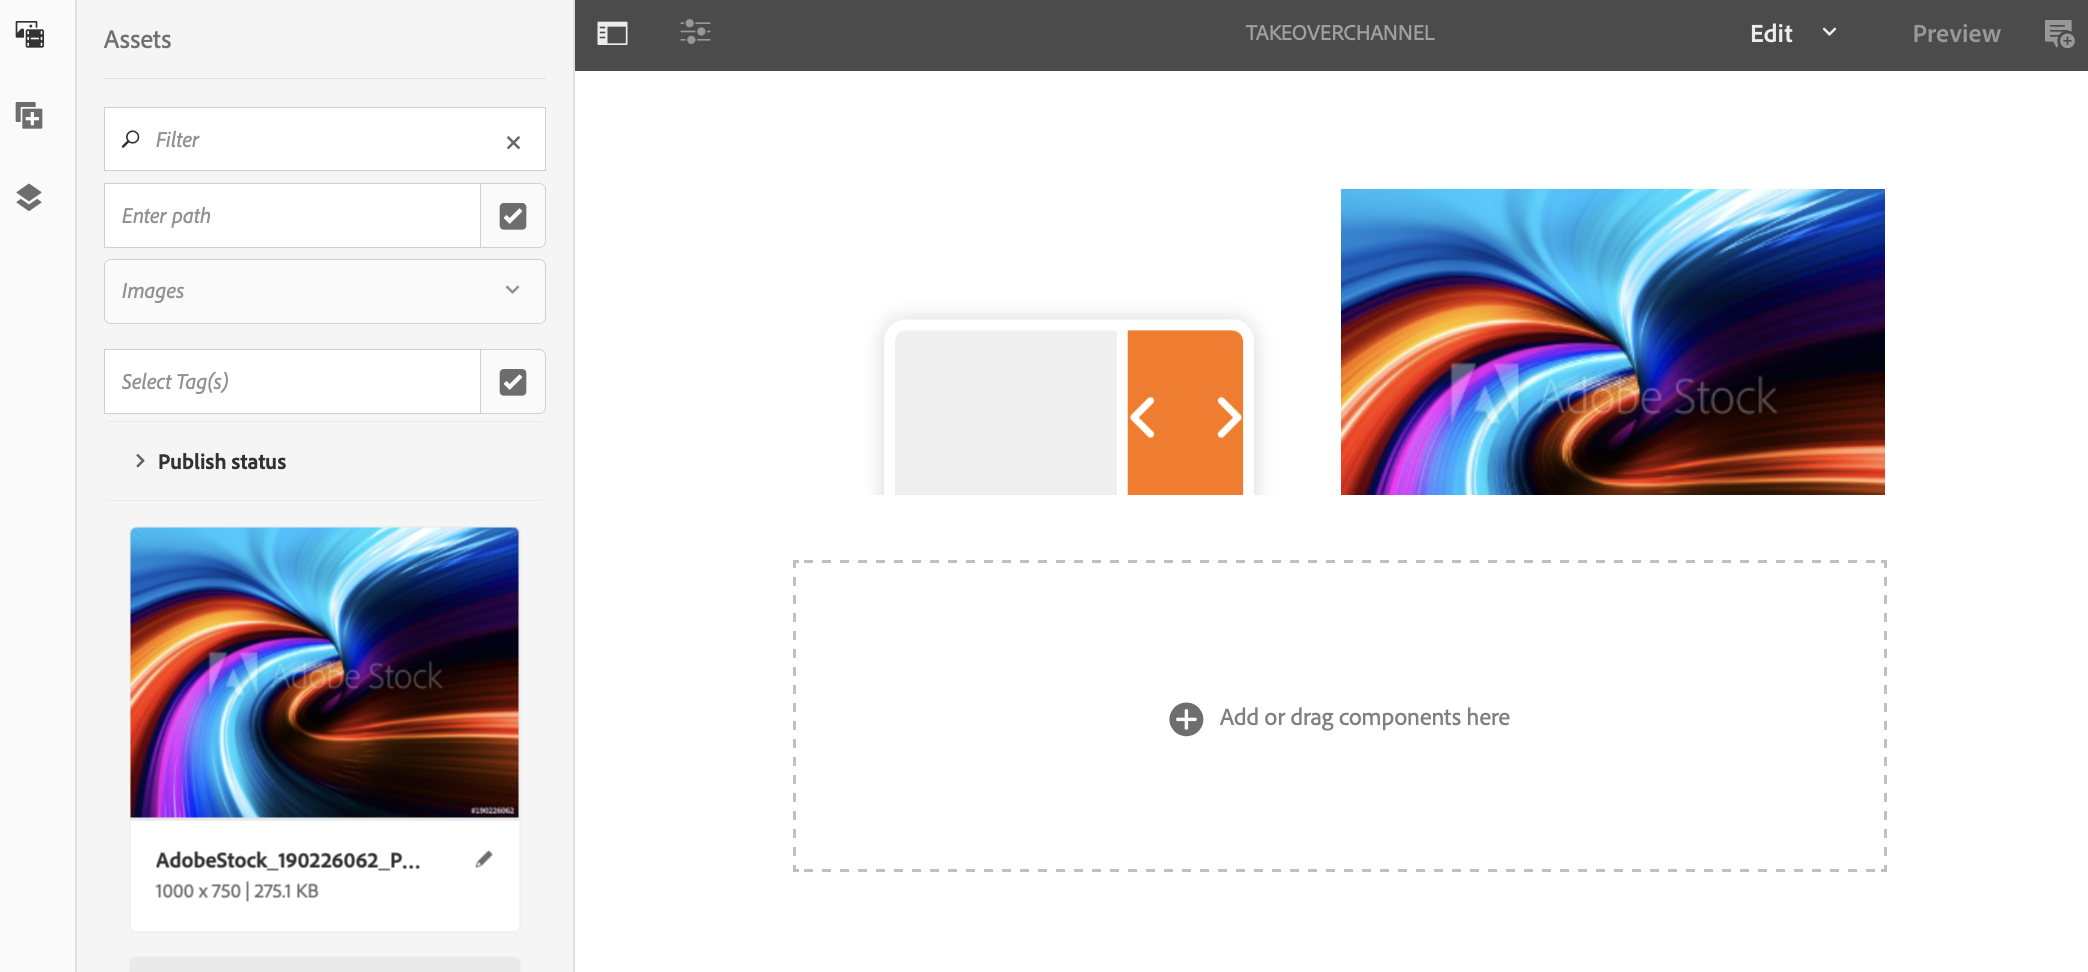 Assets
Filter
Enter path
Images
Select Tag(s)
Publish status
Adobe Stock
#190226062
AdobeStock_190226062_P...
1000 x 750 | 275.1 KB
TAKEOVERCHANNEL
Edit
Preview
Adobe Stock
Add or drag components here